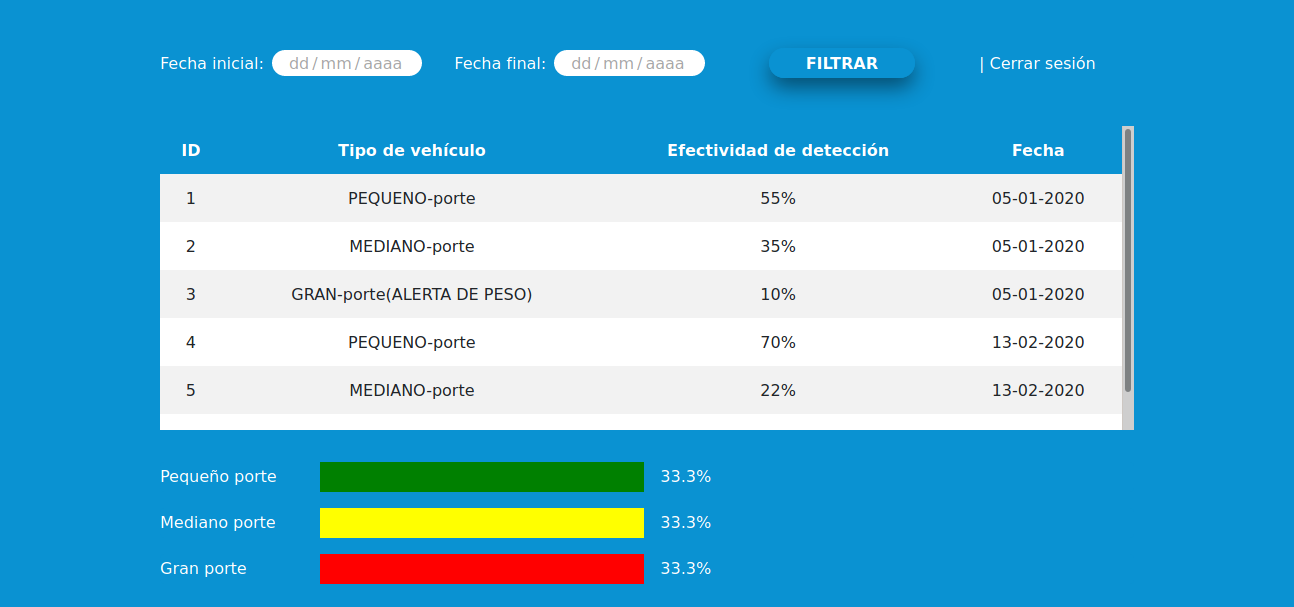 Fecha inicial: dd/mm/aaaa Fecha final: dd/mm/aaaa FILTRAR | Cerrar sesión
ID Tipo de vehículo Efectividad de detección Fecha
1 PEQUENO-porte 55% 05-01-2020
2 MEDIANO-porte 35% 05-01-2020
3 GRAN-porte(ALERTA DE PESO) 10% 05-01-2020
4 PEQUENO-porte 70% 13-02-2020
5 MEDIANO-porte 22% 13-02-2020
Pequeño porte 33.3%
Mediano porte 33.3%
Gran porte 33.3%